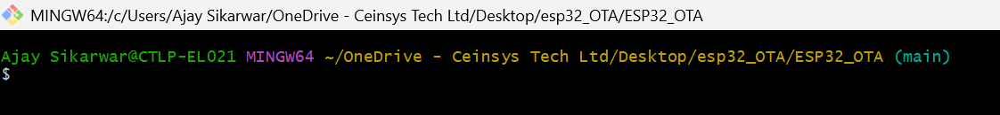 MINGW64:/c/Users/Ajay Sikarwar/OneDrive - Ceinsys Tech Ltd/Desktop/esp32_OTA/ESP32_OTA
Ajay Sikarwar@CTLP-EL021 MINGW64 ~/OneDrive - Ceinsys Tech Ltd/Desktop/esp32_OTA/ESP32_OTA (main)
$